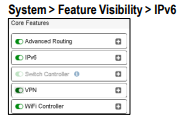 System > Feature Visibility > IPv6
Core Features
Advanced Routing
IPv6
Switch Controller
VPN
WiFi Controller